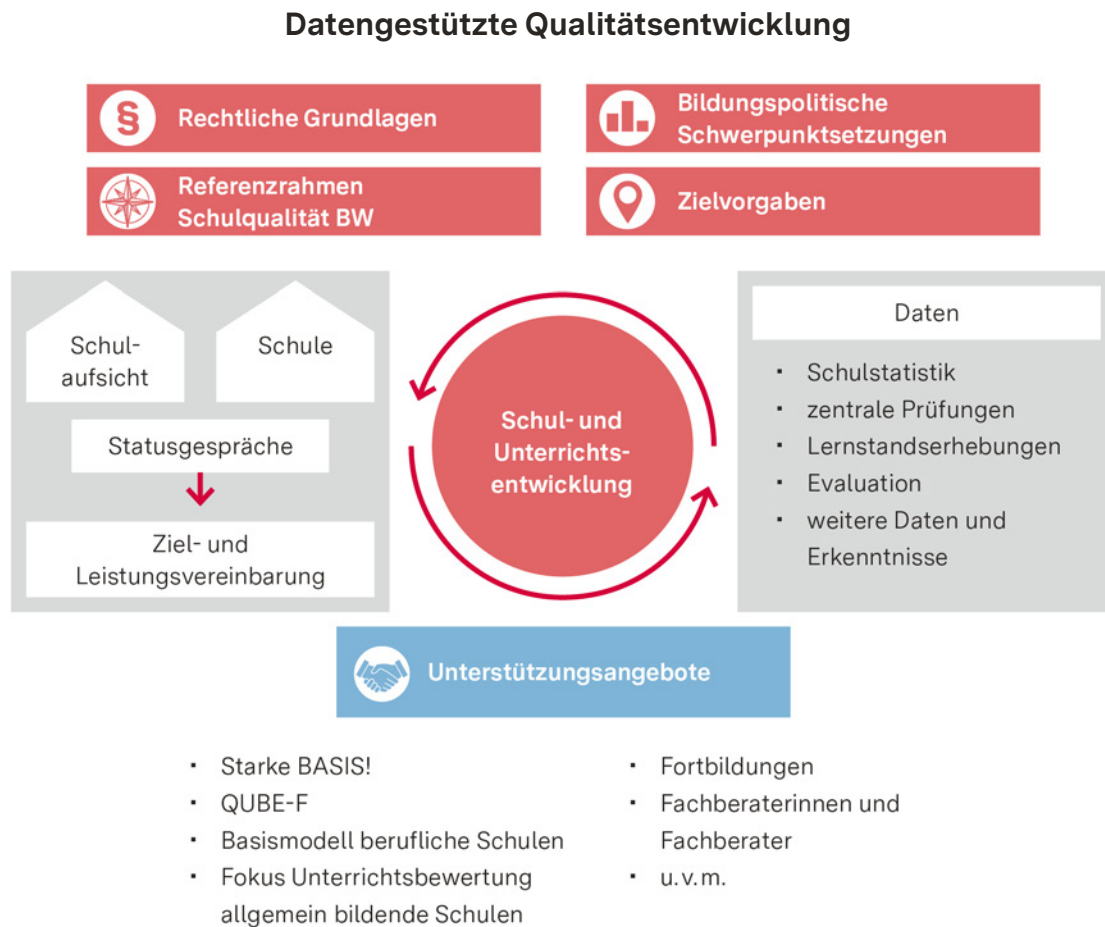 Datengestützte Qualitätsentwicklung
§ Rechtliche Grundlagen
Bildungspolitische
Schwerpunktsetzungen
Referenzrahmen
Schulqualität BW
Zielvorgaben
Schul-
aufsicht
Schule
Statusgespräche
Ziel- und
Leistungsvereinbarung
Schul- und
Unterrichts-
entwicklung
Daten
· Schulstatistik
· zentrale Prüfungen
· Lernstandserhebungen
· Evaluation
· weitere Daten und
Erkenntnisse
Unterstützungsangebote
· Starke BASIS!
· QUBE-F
· Basismodell berufliche Schulen
· Fokus Unterrichtsbewertung
allgemein bildende Schulen
· Fortbildungen
· Fachberaterinnen und
Fachberater
· u.v.m.